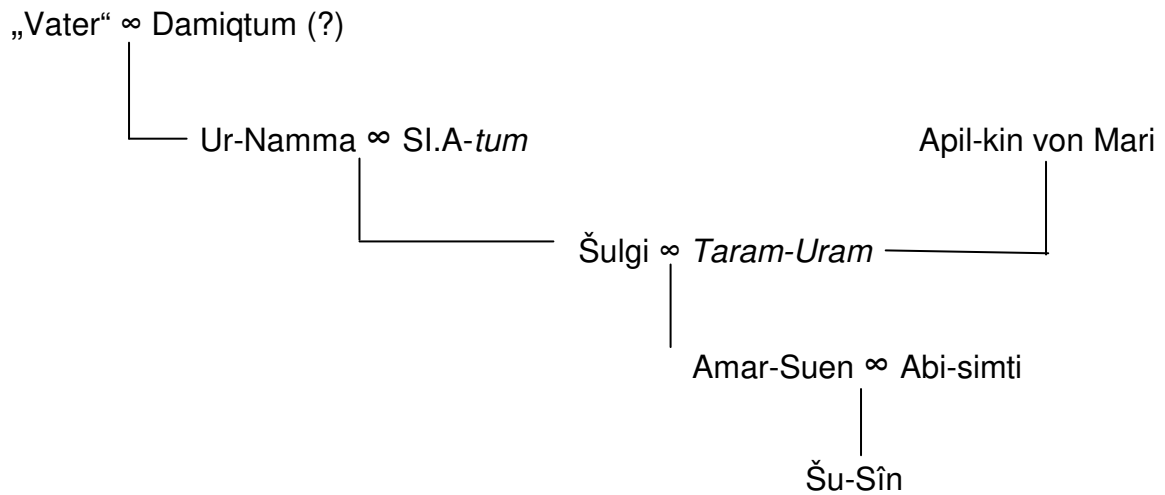 „Vater“ ∞ Damiqtum (?)
Ur-Namma ∞ SI.A-tum
Apil-kin von Mari
Šulgi ∞ Taram-Uram
Amar-Suen ∞ Abi-simti
Šu-Sîn